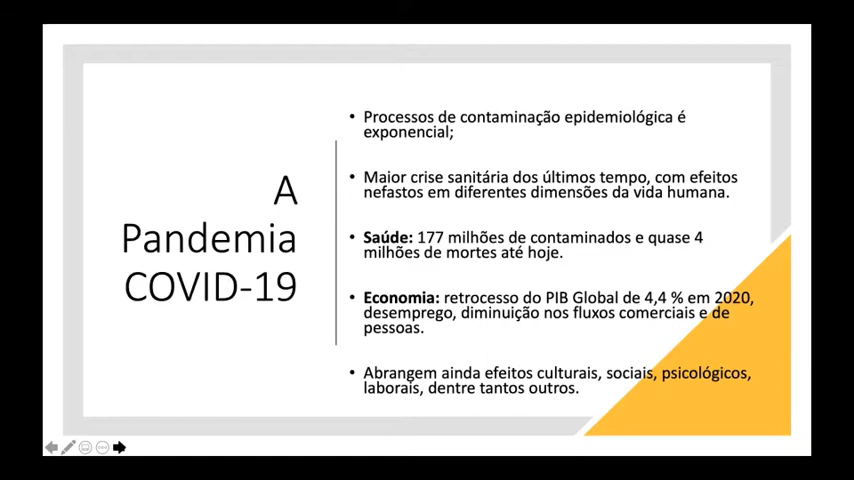 A
Pandemia
COVID-19
• Processos de contaminação epidemiológica é
exponencial;
• Maior crise sanitária dos últimos tempo, com efeitos
nefastos em diferentes dimensões da vida humana.
• Saúde: 177 milhões de contaminados e quase 4
milhões de mortes até hoje.
• Economia: retrocesso do PIB Global de 4,4 % em 2020,
desemprego, diminuição nos fluxos comerciais e de
pessoas.
• Abrangem ainda efeitos culturais, sociais, psicológicos,
laborais, dentre tantos outros.